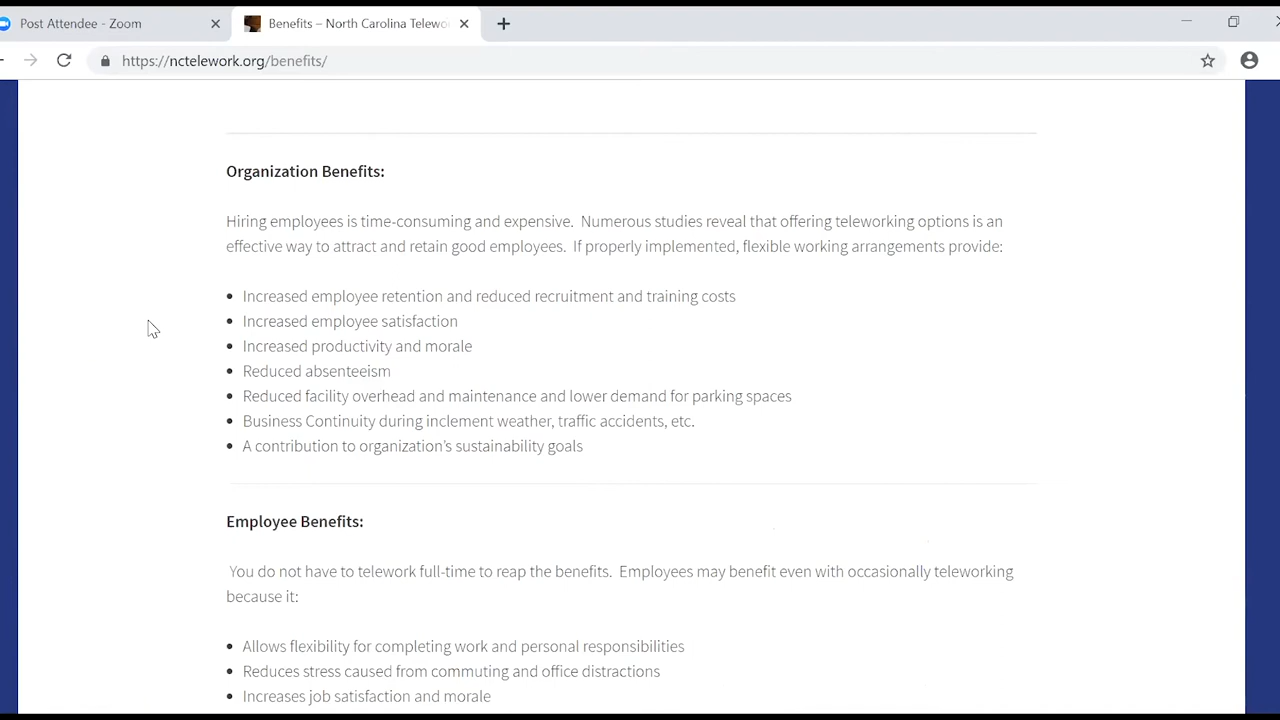 Post Attendee - Zoom
Benefits – North Carolina Telewo
https://nctelework.org/benefits/
Organization Benefits:
Hiring employees is time-consuming and expensive. Numerous studies reveal that offering teleworking options is an
effective way to attract and retain good employees. If properly implemented, flexible working arrangements provide:
Increased employee retention and reduced recruitment and training costs
Increased employee satisfaction
Increased productivity and morale
Reduced absenteeism
Reduced facility overhead and maintenance and lower demand for parking spaces
Business Continuity during inclement weather, traffic accidents, etc.
A contribution to organization's sustainability goals
Employee Benefits:
You do not have to telework full-time to reap the benefits. Employees may benefit even with occasionally teleworking
because it:
Allows flexibility for completing work and personal responsibilities
Reduces stress caused from commuting and office distractions
Increases job satisfaction and morale